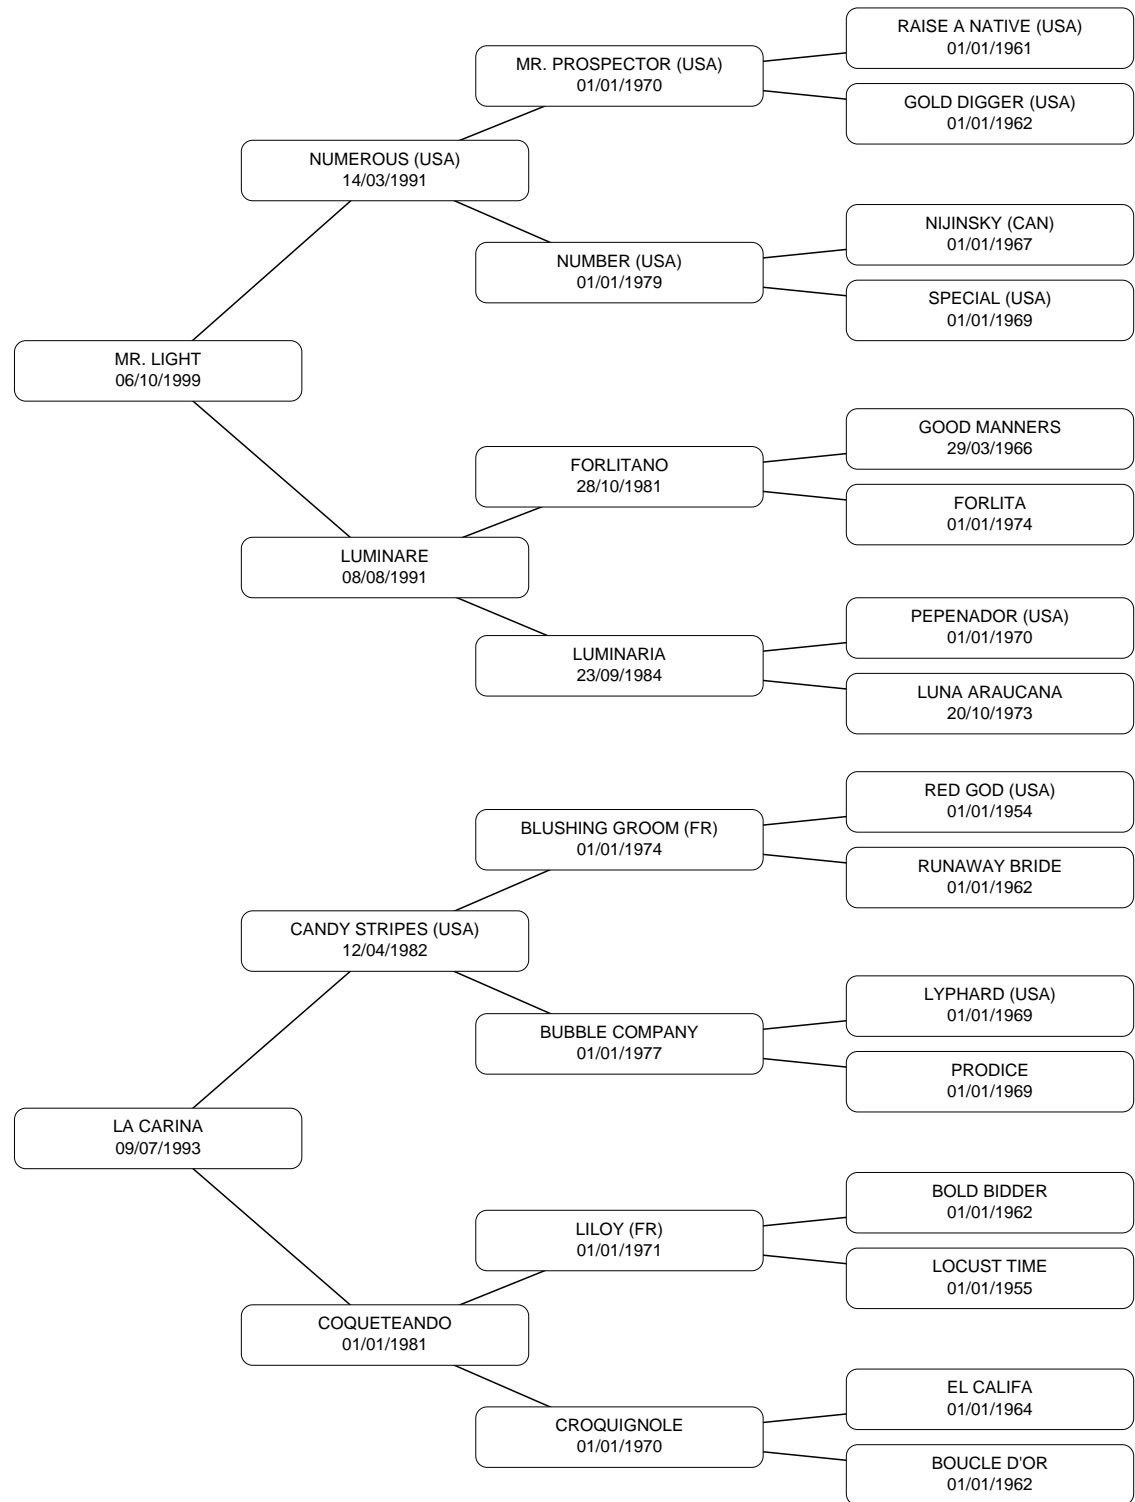 RAISE A NATIVE (USA)
01/01/1961
MR. PROSPECTOR (USA)
01/01/1970
GOLD DIGGER (USA)
01/01/1962
NUMEROUS (USA)
14/03/1991
NIJINSKY (CAN)
01/01/1967
NUMBER (USA)
01/01/1979
SPECIAL (USA)
01/01/1969
MR. LIGHT
06/10/1999
GOOD MANNERS
29/03/1966
FORLITANO
28/10/1981
FORLITA
01/01/1974
LUMINARE
08/08/1991
PEPENADOR (USA)
01/01/1970
LUMINARIA
23/09/1984
LUNA ARAUCANA
20/10/1973
RED GOD (USA)
01/01/1954
BLUSHING GROOM (FR)
01/01/1974
RUNAWAY BRIDE
01/01/1962
CANDY STRIPES (USA)
12/04/1982
LYPHARD (USA)
01/01/1969
BUBBLE COMPANY
01/01/1977
PRODICE
01/01/1969
LA CARINA
09/07/1993
BOLD BIDDER
01/01/1962
LILOY (FR)
01/01/1971
LOCUST TIME
01/01/1955
COQUETEANDO
01/01/1981
EL CALIFA
01/01/1964
CROQUIGNOLE
01/01/1970
BOUCLE D'OR
01/01/1962